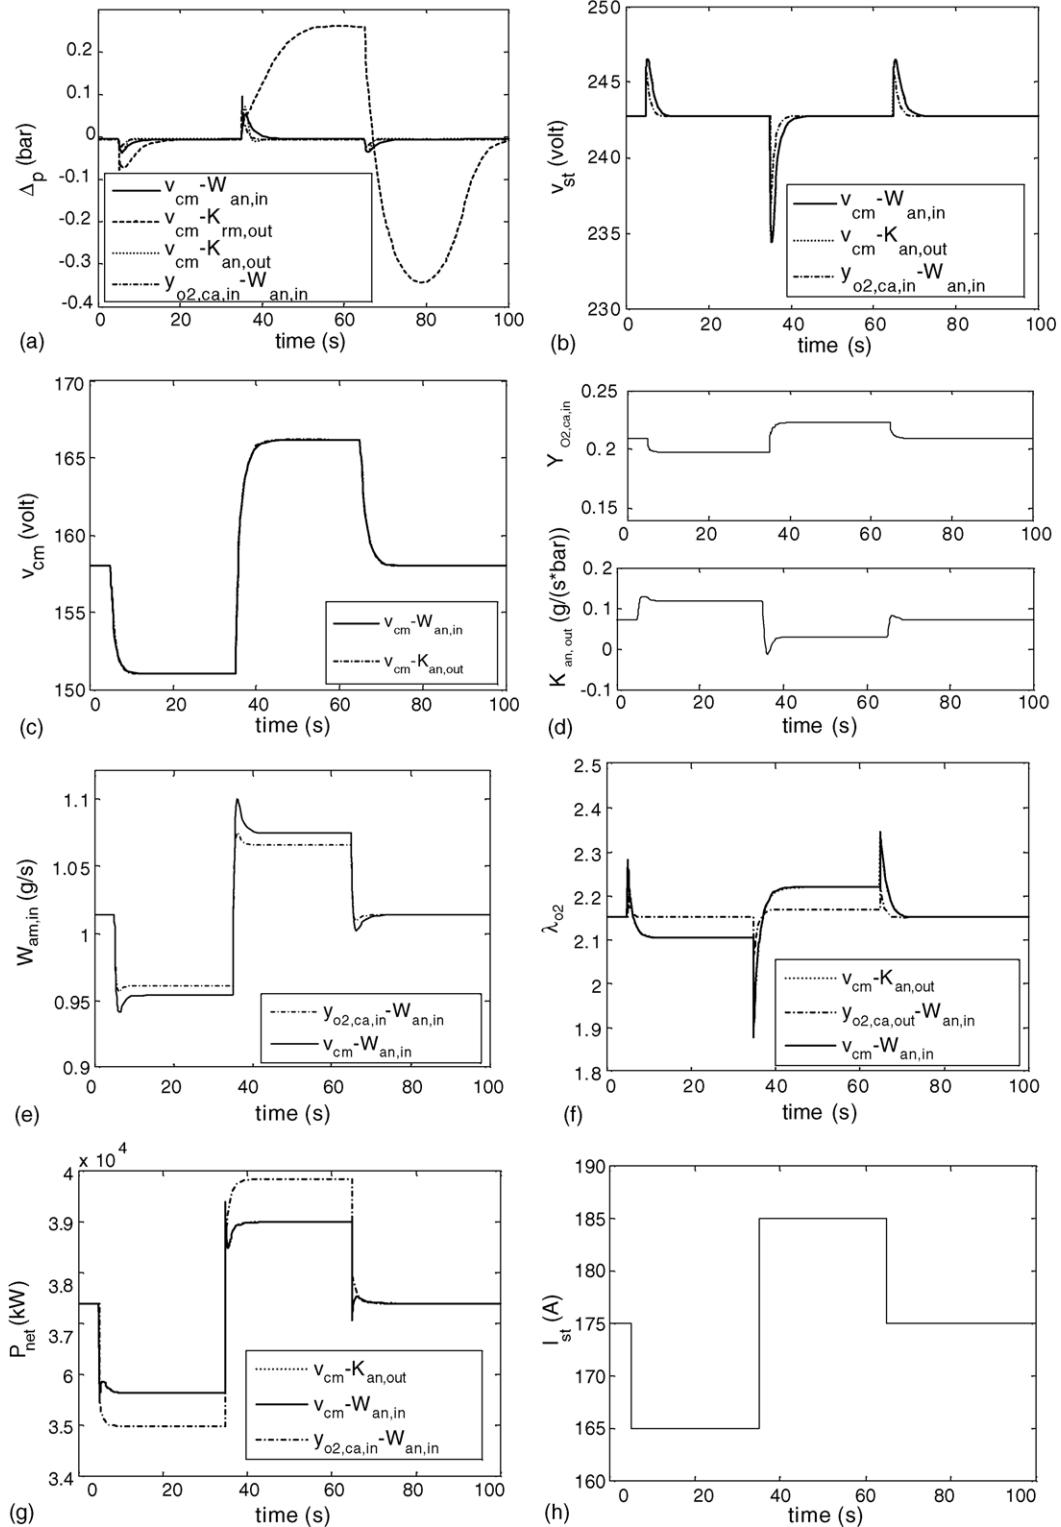 0.2
0.1
0
-0.1
-0.2
-0.3
-0.4
Δp (bar)
vcm-Wan,in
vcm-Krm,out
vcm-Kan,out
yo2,ca,in-Wan,in
0 20 40 60 80 100
time (s)
(a)
250
245
240
235
230
vst (volt)
vcm-Wan,in
vcm-Kan,out
yo2,ca,in-Wan,in
0 20 40 60 80 100
time (s)
(b)
170
165
160
155
150
vcm (volt)
vcm-Wan,in
vcm-Kan,out
0 20 40 60 80 100
time (s)
(c)
0.25
0.2
0.15
YO2,ca,in
0 20 40 60 80 100
0.2
0.1
0
-0.1
Kan, out (g/(s*bar))
0 20 40 60 80 100
time (s)
(d)
1.1
1.05
1
0.95
0.9
Wam,in (g/s)
yo2,ca,in-Wan,in
vcm-Wan,in
0 20 40 60 80 100
time (s)
(e)
2.5
2.4
2.3
2.2
2.1
2
1.9
1.8
λo2
vcm-Kan,out
yo2,ca,out-Wan,in
vcm-Wan,in
0 20 40 60 80 100
time (s)
(f)
x 10^4
4
3.9
3.8
3.7
3.6
3.5
3.4
Pnet (kW)
vcm-Kan,out
vcm-Wan,in
yo2,ca,in-Wan,in
0 20 40 60 80 100
time (s)
(g)
190
185
180
175
170
165
160
Ist (A)
0 20 40 60 80 100
time (s)
(h)